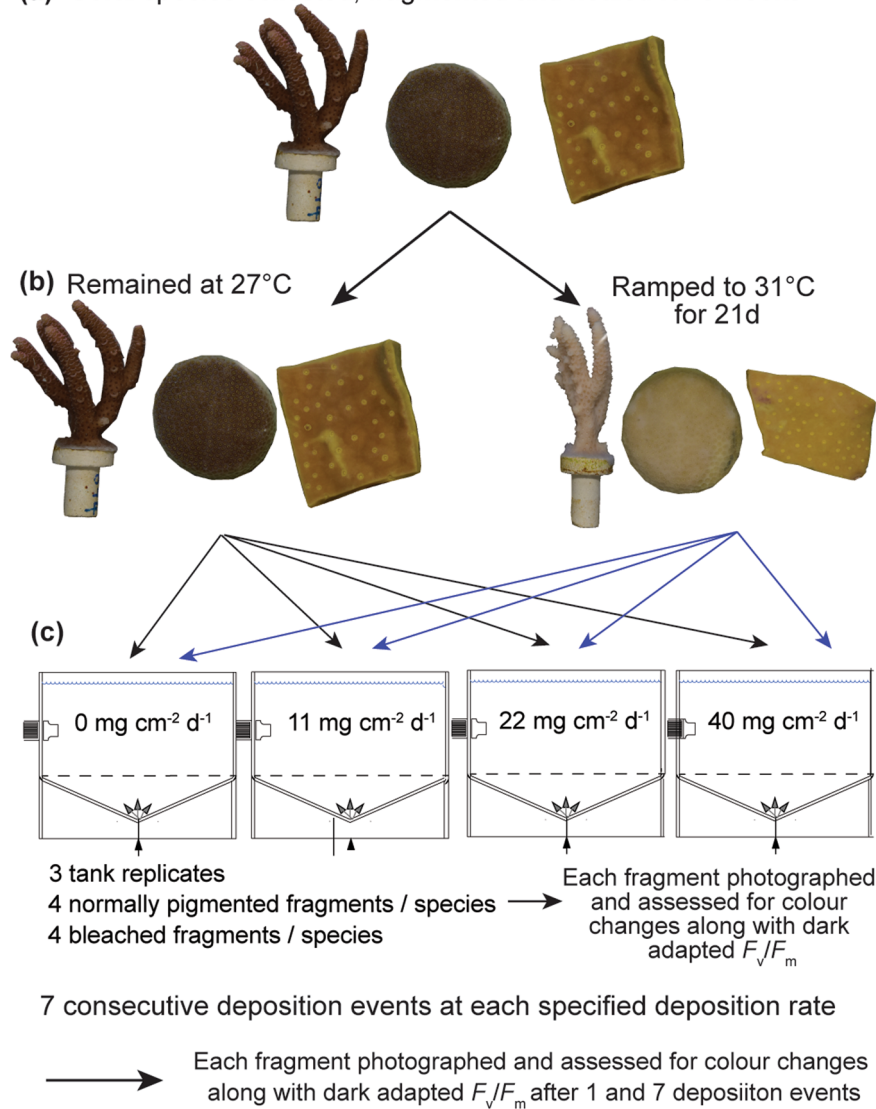 (b) Remained at 27°C
Ramped to 31°C
for 21d
(c)
0 mg cm⁻² d⁻¹
11 mg cm⁻² d⁻¹
22 mg cm⁻² d⁻¹
40 mg cm⁻² d⁻¹
3 tank replicates
4 normally pigmented fragments / species
4 bleached fragments / species
Each fragment photographed
and assessed for colour
changes along with dark
adapted Fv/Fm
7 consecutive deposition events at each specified deposition rate
Each fragment photographed and assessed for colour changes
along with dark adapted Fv/Fm after 1 and 7 deposiiton events